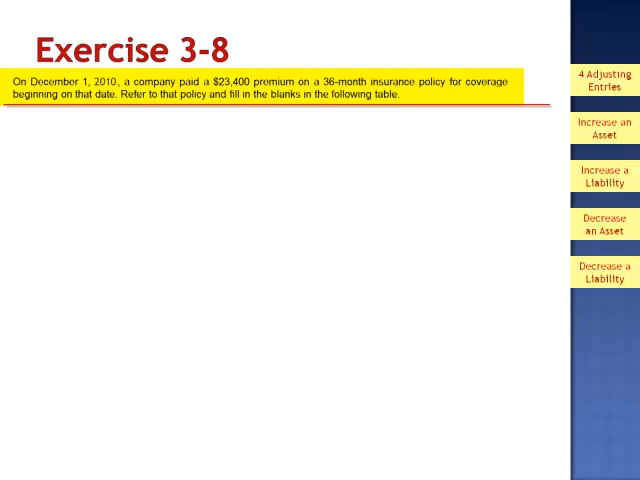 Exercise 3-8
On December 1, 2010, a company paid a $23,400 premium on a 36-month insurance policy for coverage
beginning on that date. Refer to that policy and fill in the blanks in the following table.
4 Adjusting
Entries
Increase an
Asset
Increase a
Liability
Decrease
an Asset
Decrease a
Liability